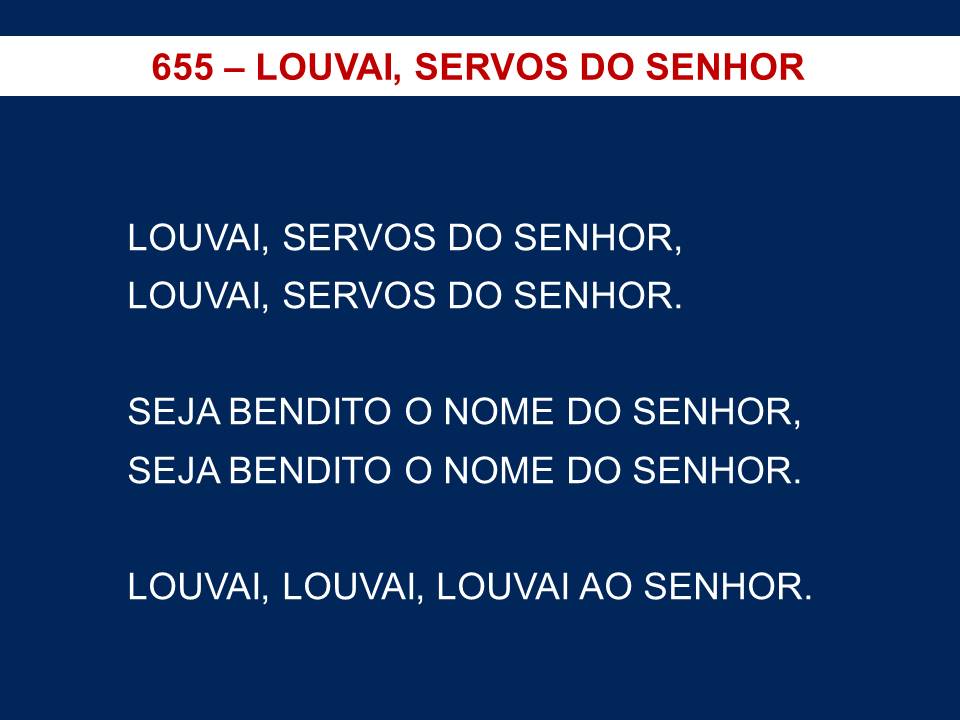 655 – LOUVAI, SERVOS DO SENHOR
LOUVAI, SERVOS DO SENHOR,
LOUVAI, SERVOS DO SENHOR.
SEJA BENDITO O NOME DO SENHOR,
SEJA BENDITO O NOME DO SENHOR.
LOUVAI, LOUVAI, LOUVAI AO SENHOR.